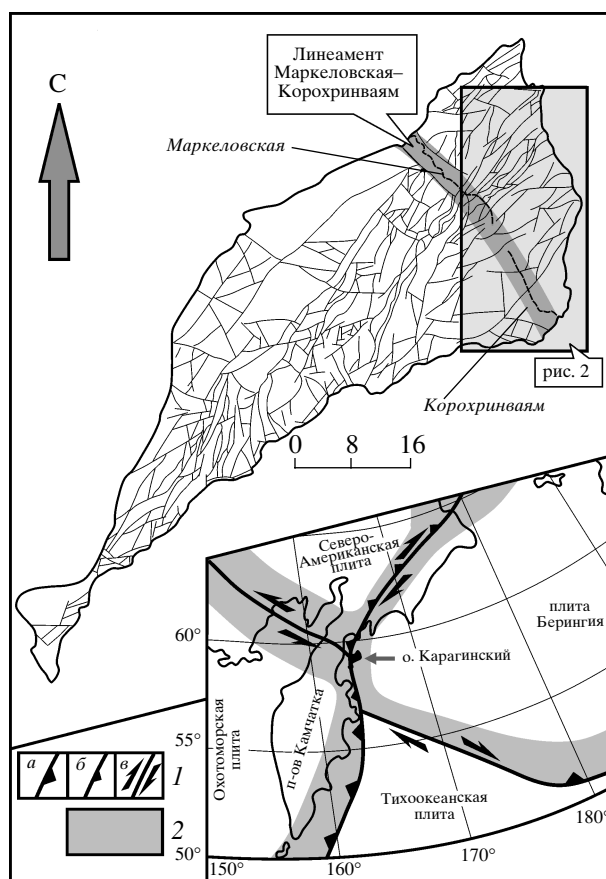 Линеамент
Маркеловская–
Корохринваям
С
Маркеловская
рис. 2
Корохринваям
0 8 16
Северо-
Американская
плита
плита
Берингия
60°
о. Карагинский
55°
Охотоморская
плита
п-ов Камчатка
Тихоокеанская
плита
а б в 1
2
50°
150° 160° 170° 180°